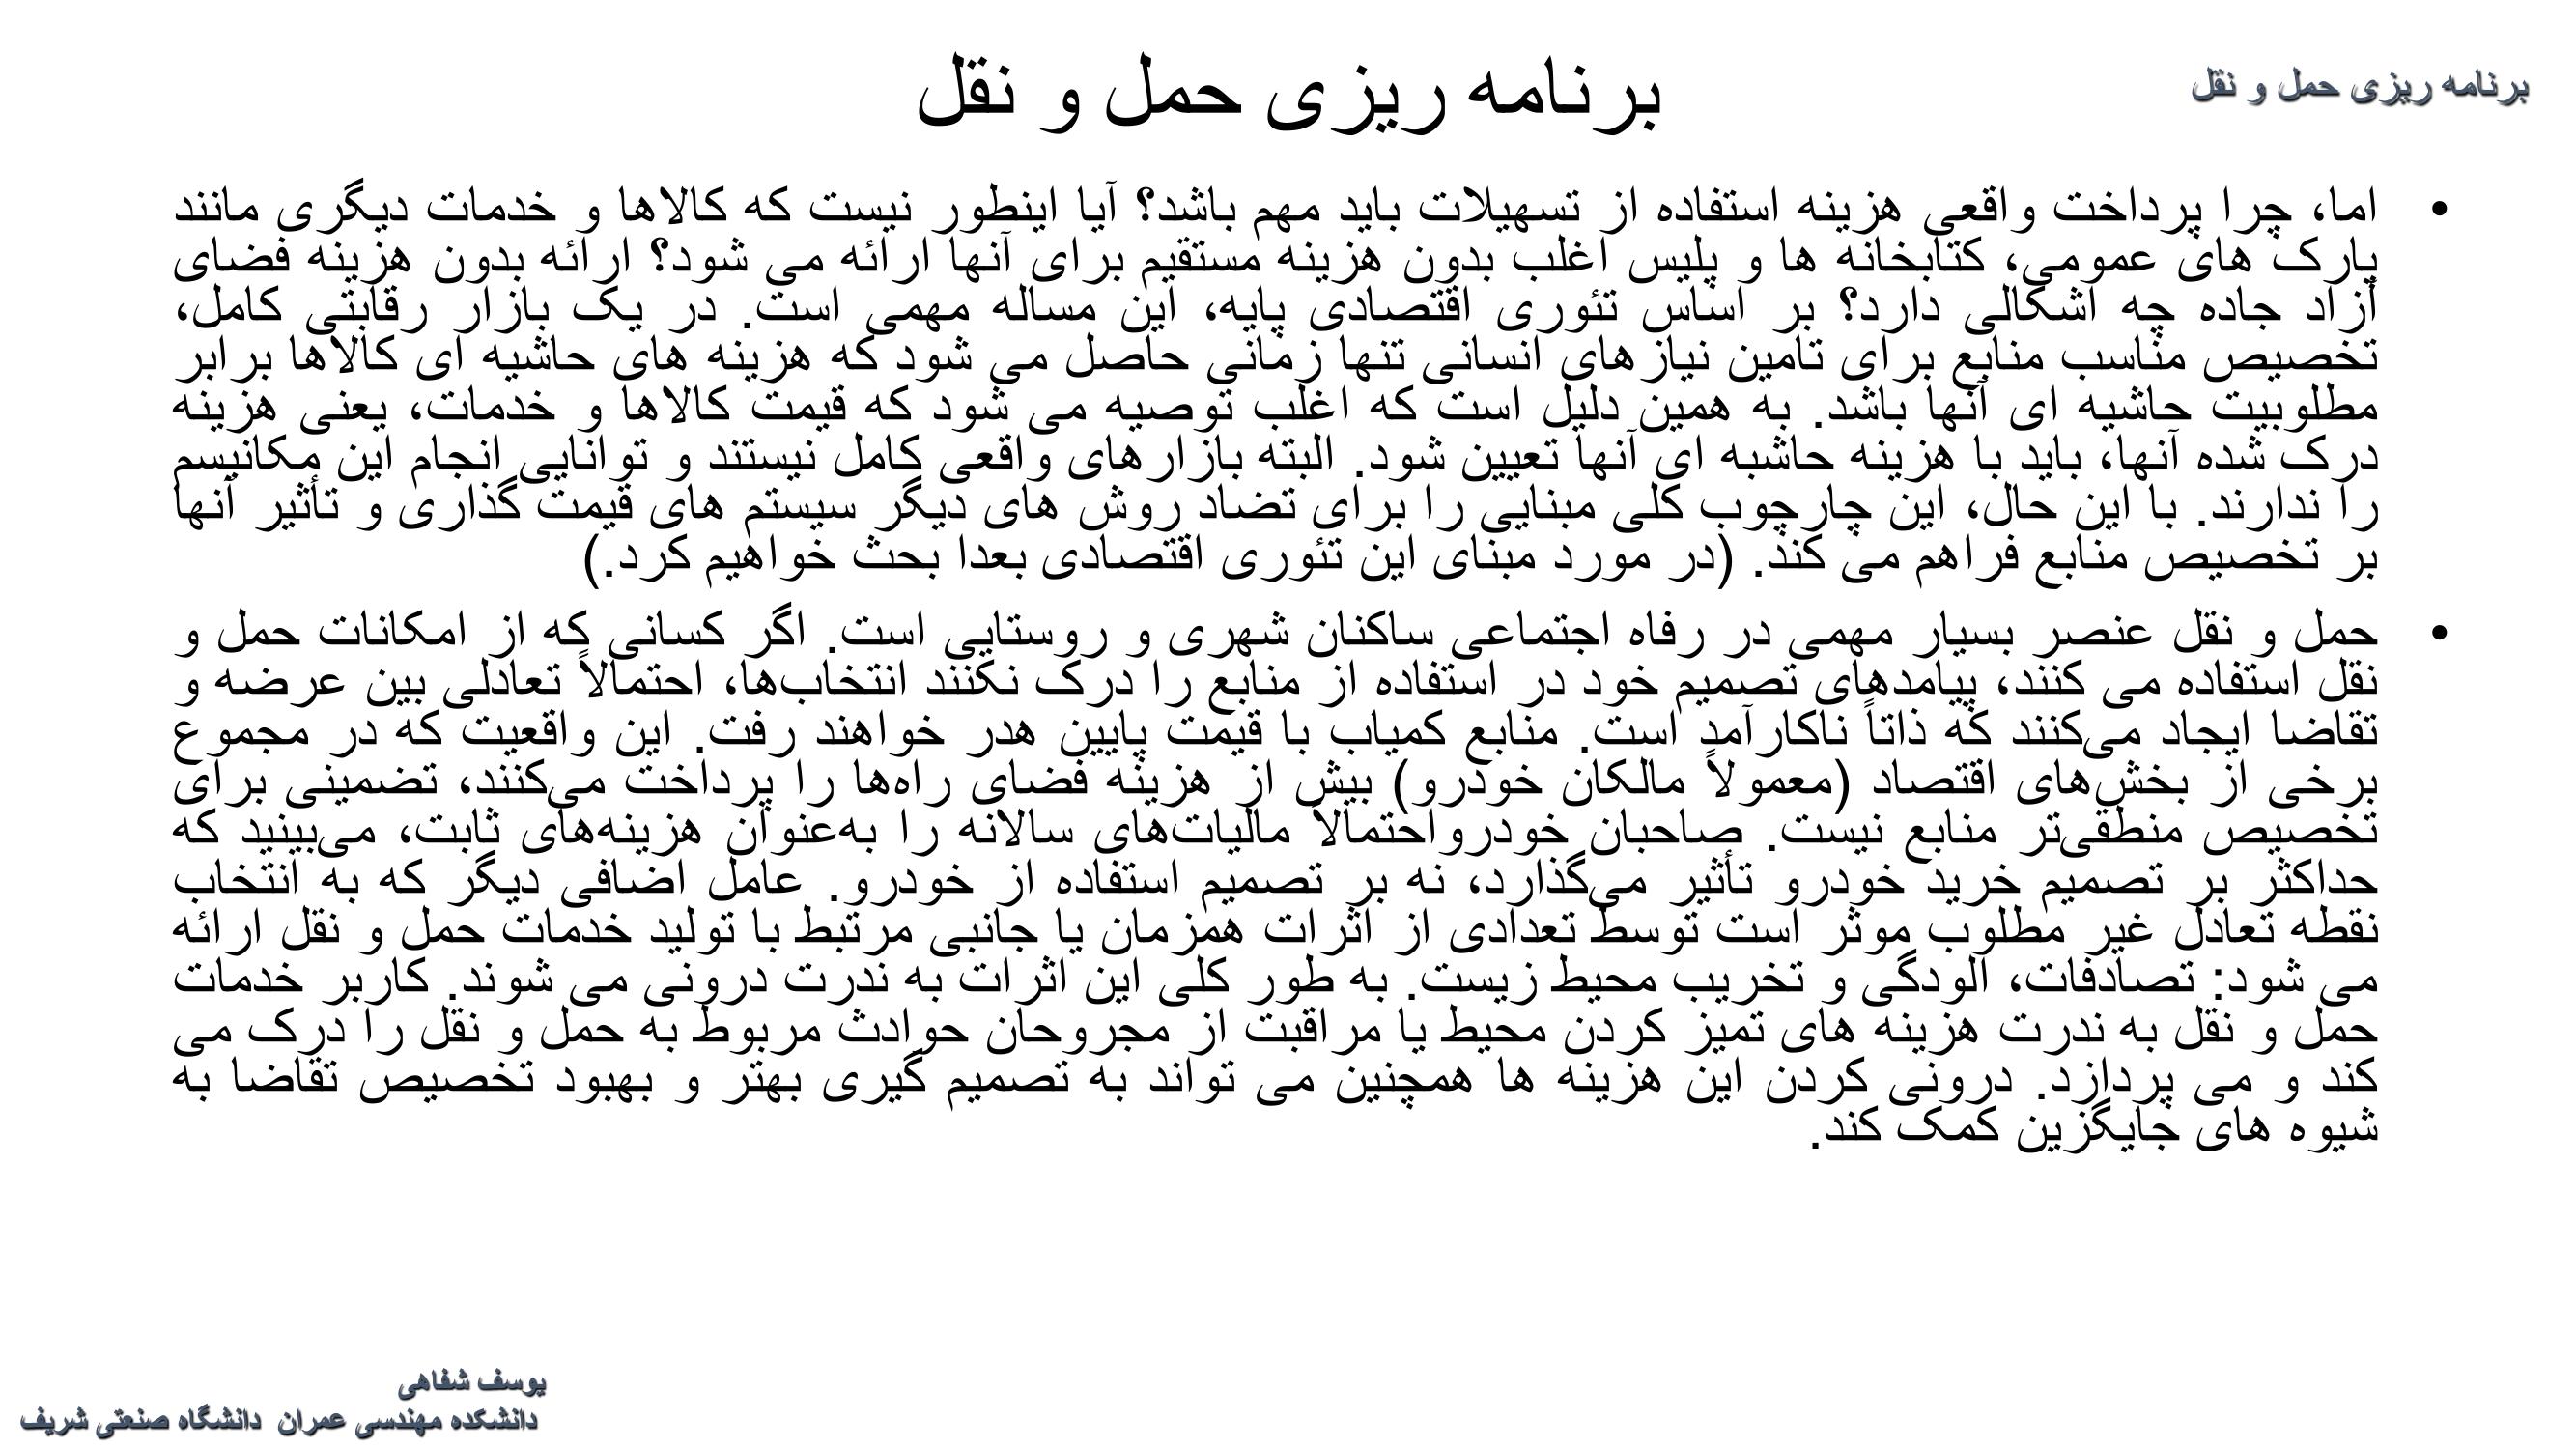 برنامه ریزی حمل و نقل
برنامه ریزی حمل و نقل
• اما، چرا پرداخت واقعی هزینه استفاده از تسهیلات باید مهم باشد؟ آیا اینطور نیست که کالاها و خدمات دیگری مانند
پارک های عمومی، کتابخانه ها و پلیس اغلب بدون هزینه مستقیم برای آنها ارائه می شود؟ ارائه بدون هزینه فضای
آزاد جاده چه اشکالی دارد؟ بر اساس تئوری اقتصادی پایه، این مساله مهمی است. در یک بازار رقابتی کامل،
تخصیص مناسب منابع برای تامین نیازهای انسانی تنها زمانی حاصل می شود که هزینه های حاشیه ای کالاها برابر
مطلوبیت حاشیه ای آنها باشد. به همین دلیل است که اغلب توصیه می شود که قیمت کالاها و خدمات، یعنی هزینه
درک شده آنها، باید با هزینه حاشبه ای آنها تعیین شود. البته بازارهای واقعی کامل نیستند و توانایی انجام این مکانیسم
را ندارند. با این حال، این چارچوب کلی مبنایی را برای تضاد روش های دیگر سیستم های قیمت گذاری و تأثیر آنها
بر تخصیص منابع فراهم می کند. (در مورد مبنای این تئوری اقتصادی بعدا بحث خواهیم کرد.)
• حمل و نقل عنصر بسیار مهمی در رفاه اجتماعی ساکنان شهری و روستایی است. اگر کسانی که از امکانات حمل و
نقل استفاده می کنند، پیامدهای تصمیم خود در استفاده از منابع را درک نکنند انتخاب‌ها، احتمالاً تعادلی بین عرضه و
تقاضا ایجاد می‌کنند که ذاتاً ناکارآمد است. منابع کمیاب با قیمت پایین هدر خواهند رفت. این واقعیت که در مجموع
برخی از بخش‌های اقتصاد (معمولاً مالکان خودرو) بیش از هزینه فضای راه‌ها را پرداخت می‌کنند، تضمینی برای
تخصیص منطقی‌تر منابع نیست. صاحبان خودرواحتمالاً مالیات‌های سالانه را به‌عنوان هزینه‌های ثابت، می‌بینید که
حداکثر بر تصمیم خرید خودرو تأثیر می‌گذارد، نه بر تصمیم استفاده از خودرو. عامل اضافی دیگر که به انتخاب
نقطه تعادل غیر مطلوب موثر است توسط تعدادی از اثرات همزمان یا جانبی مرتبط با تولید خدمات حمل و نقل ارائه
می شود: تصادفات، آلودگی و تخریب محیط زیست. به طور کلی این اثرات به ندرت درونی می شوند. کاربر خدمات
حمل و نقل به ندرت هزینه های تمیز کردن محیط یا مراقبت از مجروحان حوادث مربوط به حمل و نقل را درک می
کند و می پردازد. درونی کردن این هزینه ها همچنین می تواند به تصمیم گیری بهتر و بهبود تخصیص تقاضا به
شیوه های جایگزین کمک کند.
یوسف شفاهی
دانشکده مهندسی عمران دانشگاه صنعتی شریف